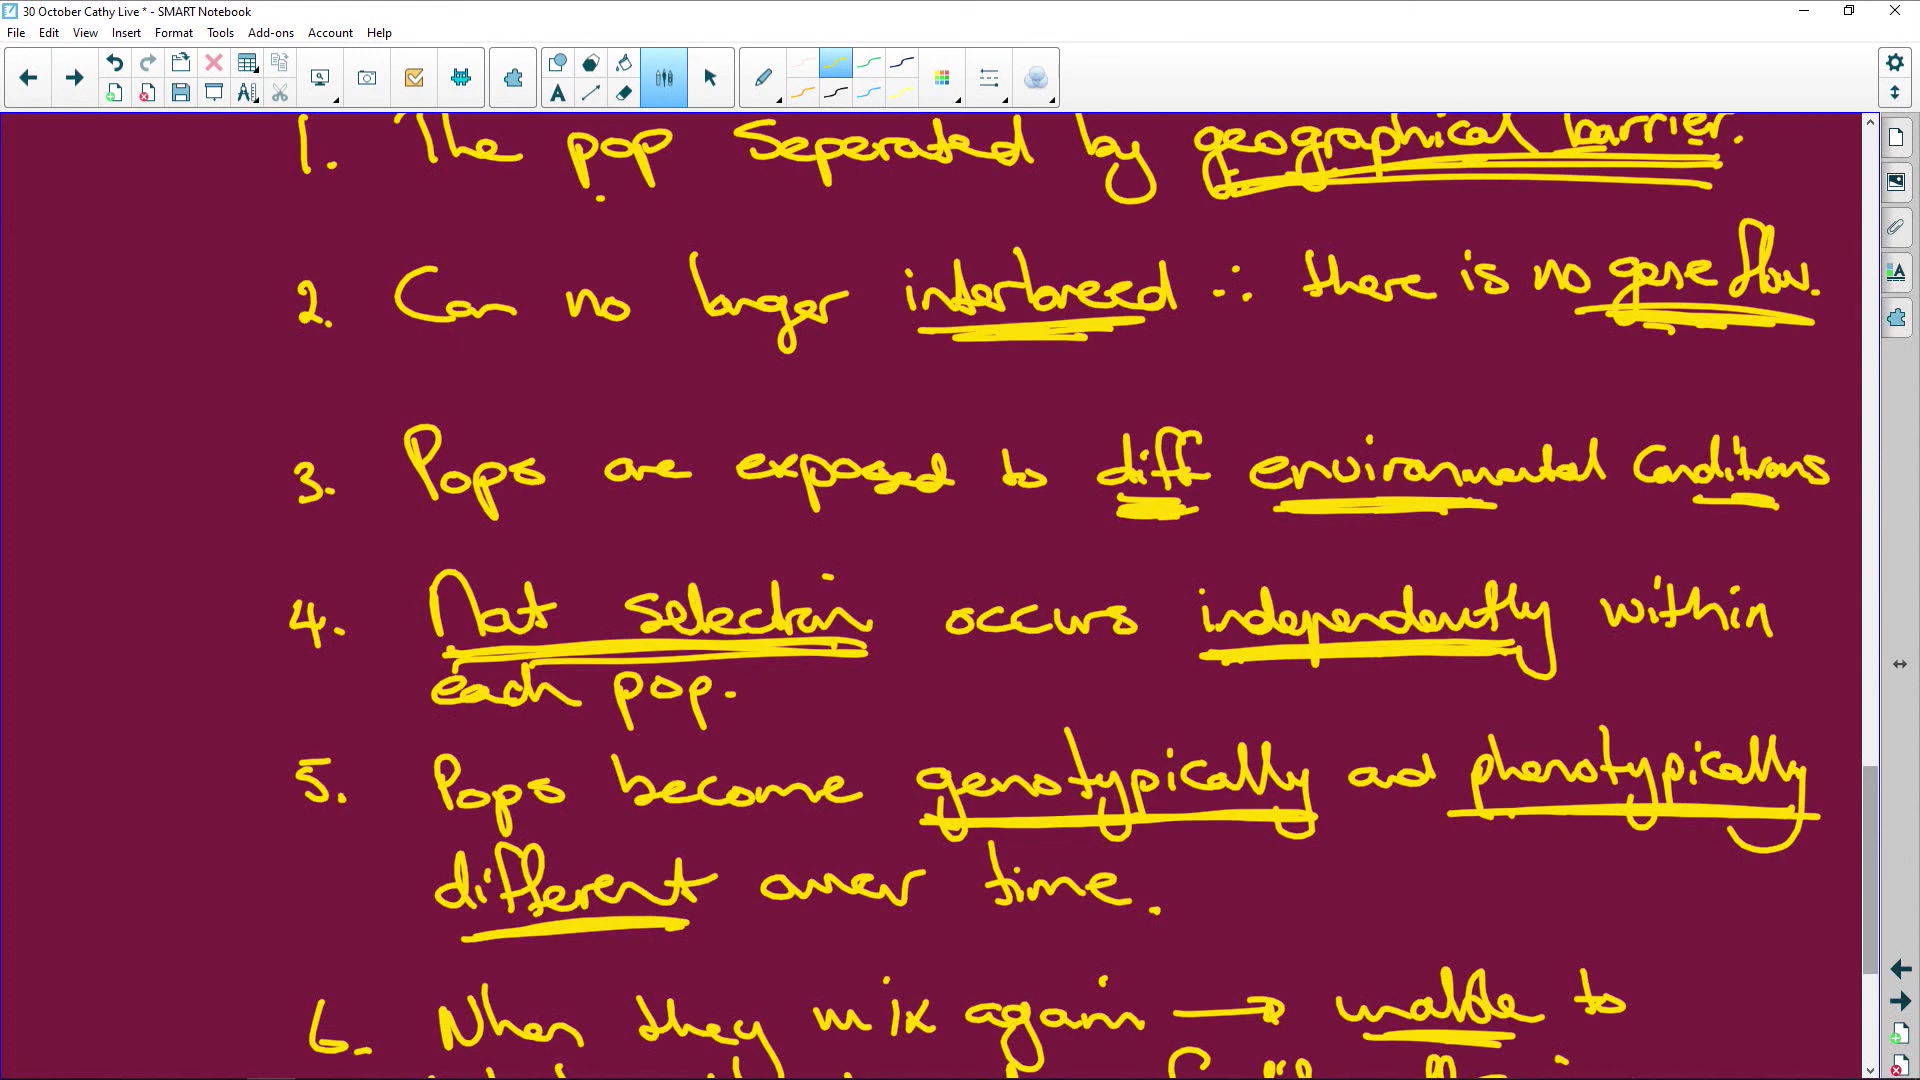 30 October Cathy Live * - SMART Notebook
File Edit View Insert Format Tools Add-ons Account Help
1. The pop seperated by geographical barrier.
2. Can no longer interbreed ∴ there is no gene flow.
3. Pops are exposed to diff environmental conditions
4. Nat selection occurs independently within
each pop.
5. Pops become genotypically and phenotypically
different over time.
6. When they mix again → unable to